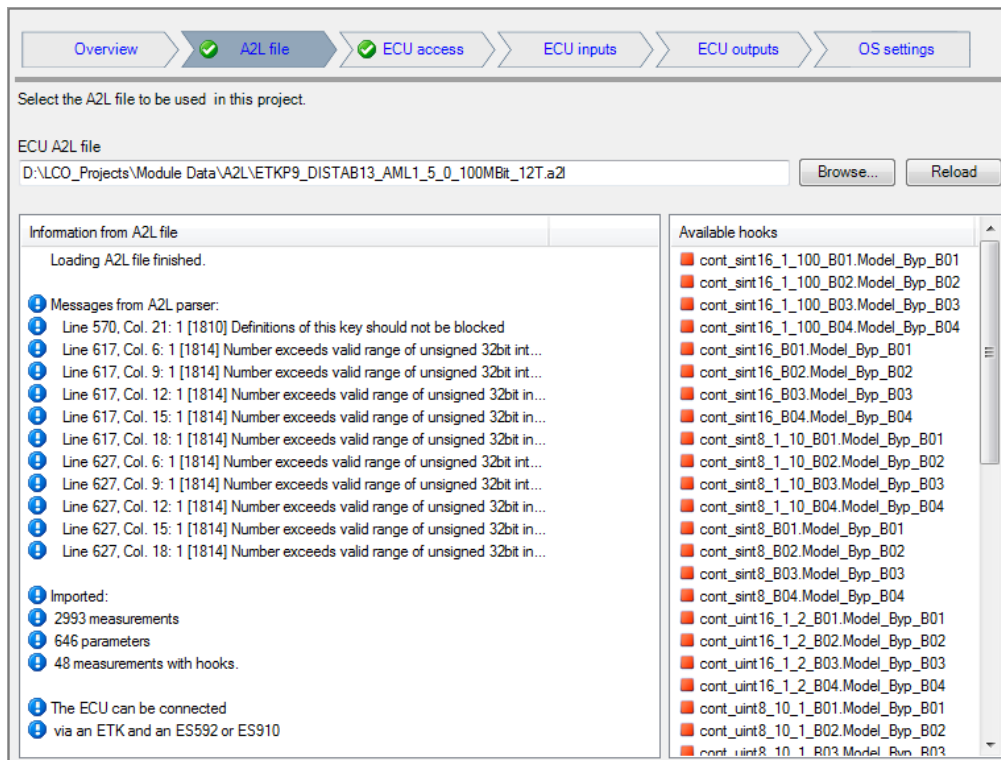 Overview
A2L file
ECU access
ECU inputs
ECU outputs
OS settings
Select the A2L file to be used in this project.
ECU A2L file
D:\LCO_Projects\Module Data\A2L\ETKP9_DISTAB13_AML1_5_0_100MBit_12T.a2l
Browse...
Reload
Information from A2L file
Loading A2L file finished.
Messages from A2L parser:
Line 570, Col. 21: 1 [1810] Definitions of this key should not be blocked
Line 617, Col. 6: 1 [1814] Number exceeds valid range of unsigned 32bit int...
Line 617, Col. 9: 1 [1814] Number exceeds valid range of unsigned 32bit int...
Line 617, Col. 12: 1 [1814] Number exceeds valid range of unsigned 32bit in...
Line 617, Col. 15: 1 [1814] Number exceeds valid range of unsigned 32bit in...
Line 617, Col. 18: 1 [1814] Number exceeds valid range of unsigned 32bit in...
Line 627, Col. 6: 1 [1814] Number exceeds valid range of unsigned 32bit int...
Line 627, Col. 9: 1 [1814] Number exceeds valid range of unsigned 32bit int...
Line 627, Col. 12: 1 [1814] Number exceeds valid range of unsigned 32bit in...
Line 627, Col. 15: 1 [1814] Number exceeds valid range of unsigned 32bit in...
Line 627, Col. 18: 1 [1814] Number exceeds valid range of unsigned 32bit in...
Imported:
2993 measurements
646 parameters
48 measurements with hooks.
The ECU can be connected
via an ETK and an ES592 or ES910
Available hooks
cont_sint16_1_100_B01.Model_Byp_B01
cont_sint16_1_100_B02.Model_Byp_B02
cont_sint16_1_100_B03.Model_Byp_B03
cont_sint16_1_100_B04.Model_Byp_B04
cont_sint16_B01.Model_Byp_B01
cont_sint16_B02.Model_Byp_B02
cont_sint16_B03.Model_Byp_B03
cont_sint16_B04.Model_Byp_B04
cont_sint8_1_10_B01.Model_Byp_B01
cont_sint8_1_10_B02.Model_Byp_B02
cont_sint8_1_10_B03.Model_Byp_B03
cont_sint8_1_10_B04.Model_Byp_B04
cont_sint8_B01.Model_Byp_B01
cont_sint8_B02.Model_Byp_B02
cont_sint8_B03.Model_Byp_B03
cont_sint8_B04.Model_Byp_B04
cont_uint16_1_2_B01.Model_Byp_B01
cont_uint16_1_2_B02.Model_Byp_B02
cont_uint16_1_2_B03.Model_Byp_B03
cont_uint16_1_2_B04.Model_Byp_B04
cont_uint8_10_1_B01.Model_Byp_B01
cont_uint8_10_1_B02.Model_Byp_B02
cont_uint8_10_1_B03.Model_Byp_B03